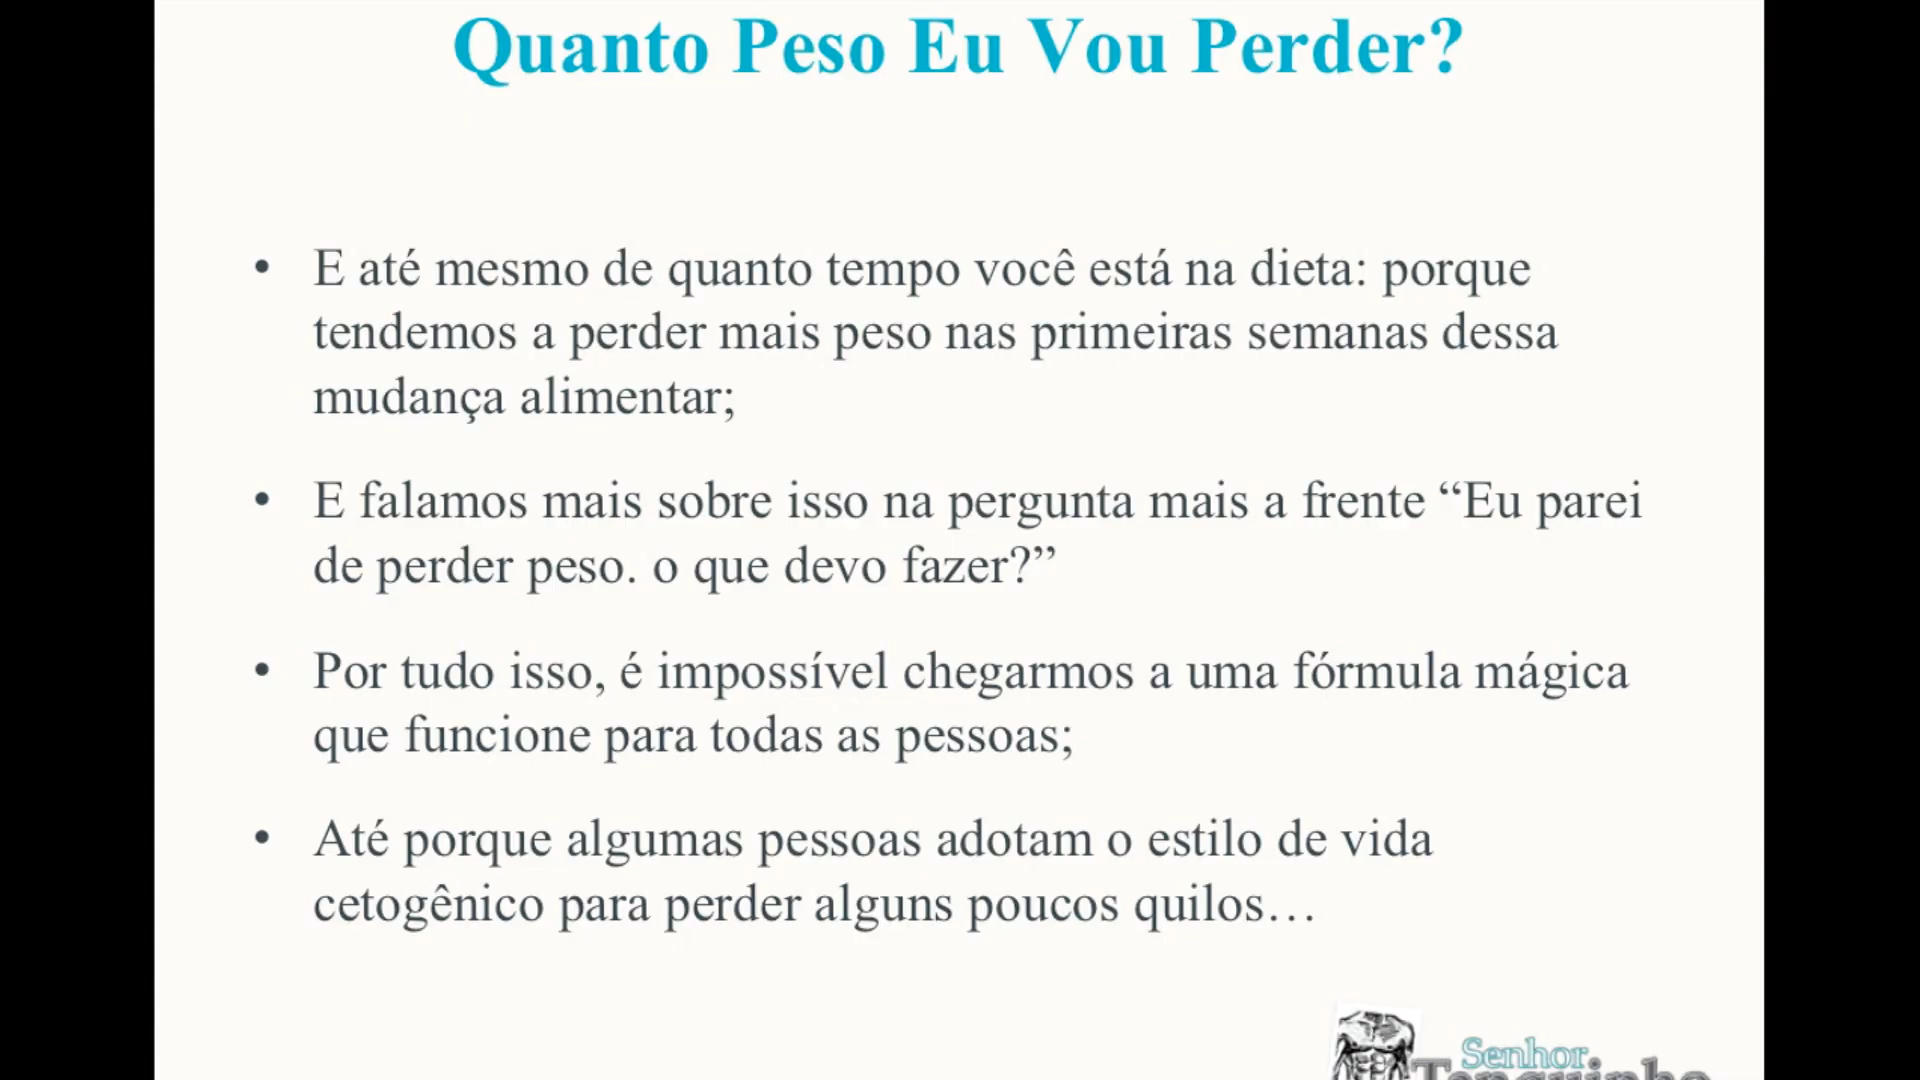 Quanto Peso Eu Vou Perder?
• E até mesmo de quanto tempo você está na dieta: porque
tendemos a perder mais peso nas primeiras semanas dessa
mudança alimentar;
• E falamos mais sobre isso na pergunta mais a frente “Eu parei
de perder peso. o que devo fazer?”
• Por tudo isso, é impossível chegarmos a uma fórmula mágica
que funcione para todas as pessoas;
• Até porque algumas pessoas adotam o estilo de vida
cetogênico para perder alguns poucos quilos…
Senhor
Tanquinho